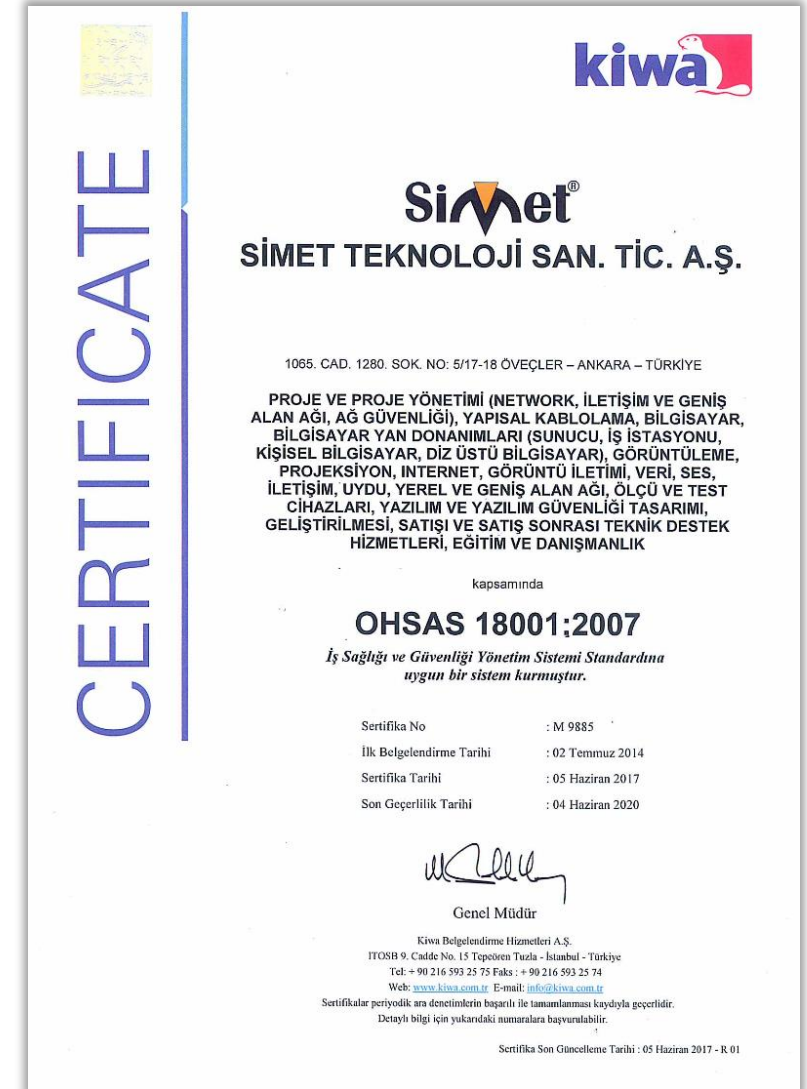 CERTIFICATE
kiwa
Simet®
SİMET TEKNOLOJİ SAN. TİC. A.Ş.
1065. CAD. 1280. SOK. NO: 5/17-18 ÖVEÇLER – ANKARA – TÜRKİYE
PROJE VE PROJE YÖNETİMİ (NETWORK, İLETİŞİM VE GENİŞ
ALAN AĞI, AĞ GÜVENLİĞİ), YAPISAL KABLOLAMA, BİLGİSAYAR,
BİLGİSAYAR YAN DONANIMLARI (SUNUCU, İŞ İSTASYONU,
KİŞİSEL BİLGİSAYAR, DİZ ÜSTÜ BİLGİSAYAR), GÖRÜNTÜLEME,
PROJEKSİYON, INTERNET, GÖRÜNTÜ İLETİMİ, VERİ, SES,
İLETİŞİM, UYDU, YEREL VE GENİŞ ALAN AĞI, ÖLÇÜ VE TEST
CİHAZLARI, YAZILIM VE YAZILIM GÜVENLİĞİ TASARIMI,
GELİŞTİRİLMESİ, SATIŞI VE SATIŞ SONRASI TEKNİK DESTEK
HİZMETLERİ, EĞİTİM VE DANIŞMANLIK
kapsamında
OHSAS 18001:2007
İş Sağlığı ve Güvenliği Yönetim Sistemi Standardına
uygun bir sistem kurmuştur.
Sertifika No : M 9885
İlk Belgelendirme Tarihi : 02 Temmuz 2014
Sertifika Tarihi : 05 Haziran 2017
Son Geçerlilik Tarihi : 04 Haziran 2020
Genel Müdür
Kiwa Belgelendirme Hizmetleri A.Ş.
ITOSB 9. Cadde No. 15 Tepeören Tuzla - İstanbul - Türkiye
Tel: + 90 216 593 25 75 Faks : + 90 216 593 25 74
Web: www.kiwa.com.tr E-mail: info@kiwa.com.tr
Sertifikalar periyodik ara denetimlerin başarılı ile tamamlanması kaydıyla geçerlidir.
Detaylı bilgi için yukarıdaki numaralara başvurulabilir.
Sertifika Son Güncelleme Tarihi : 05 Haziran 2017 - R 01